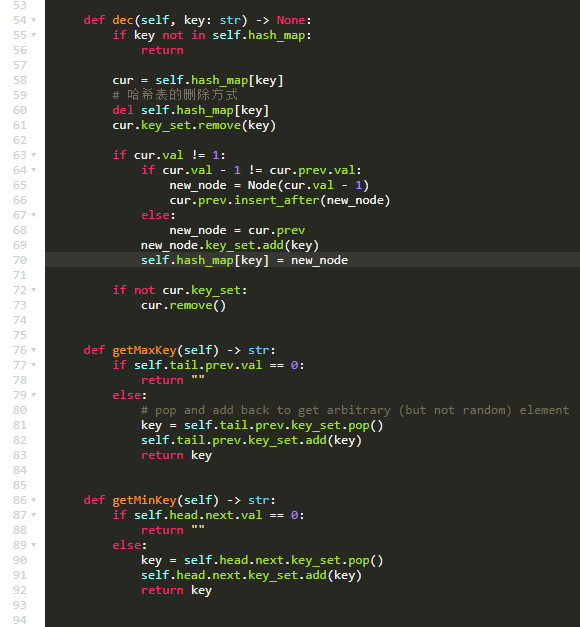 53
54 def dec(self, key: str) -> None:
55 if key not in self.hash_map:
56 return
57
58 cur = self.hash_map[key]
59 # 哈希表的删除方式
60 del self.hash_map[key]
61 cur.key_set.remove(key)
62
63 if cur.val != 1:
64 if cur.val - 1 != cur.prev.val:
65 new_node = Node(cur.val - 1)
66 cur.prev.insert_after(new_node)
67 else:
68 new_node = cur.prev
69 new_node.key_set.add(key)
70 self.hash_map[key] = new_node
71
72 if not cur.key_set:
73 cur.remove()
74
75
76 def getMaxKey(self) -> str:
77 if self.tail.prev.val == 0:
78 return ""
79 else:
80 # pop and add back to get arbitrary (but not random) element
81 key = self.tail.prev.key_set.pop()
82 self.tail.prev.key_set.add(key)
83 return key
84
85
86 def getMinKey(self) -> str:
87 if self.head.next.val == 0:
88 return ""
89 else:
90 key = self.head.next.key_set.pop()
91 self.head.next.key_set.add(key)
92 return key
93
94